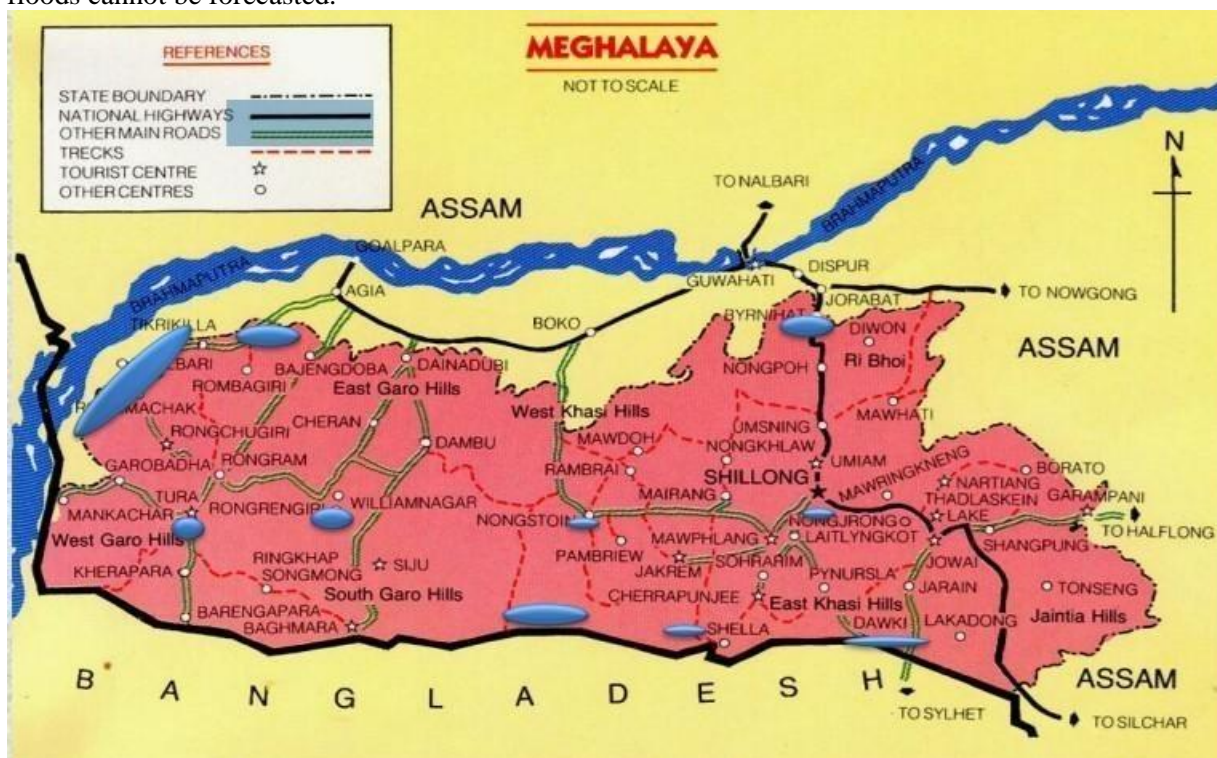 floods cannot be forecasted.
MEGHALAYA
NOT TO SCALE
REFERENCES
STATE BOUNDARY
NATIONAL HIGHWAYS
OTHER MAIN ROADS
TRECKS
TOURIST CENTRE
OTHER CENTRES
N
TO NALBARI
ASSAM
BRAHMAPUTRA
GOALPARA
GUWAHATI
DISPUR
BRAHMAPUTRA
AGIA
JORABAT
TO NOWGONG
TIKRIKILLA
BOKO
BYRNIHAT
DIWON
ASSAM
BAJENGDOBA
DAINADUBI
NONGPOH
Ri Bhoi
ROMBAGIRI
East Garo Hills
MACHAK
CHERAN
West Khasi Hills
MAWHATI
RONGCHUGIRI
DAMBU
MAWDOH
UMSNING
NONGKHLAW
GAROBADHA
RONGRAM
RAMBRAI
SHILLONG
UMIAM
MAWRINGKNENG
BORATO
NARTIANG
TURA
RONGRENGIRI
WILLIAMNAGAR
MAIRANG
THADLASKEIN
LAKE
GARAMPANI
MANKACHAR
NONGSTOIN
NONGJRONG
TO HALFLONG
West Garo Hills
PAMBRIEW
MAWPHLANG
LAITLYNGKOT
SHANGPUNG
RINGKHAP
SIJU
JAKREM
SOHRARIM
JOWAI
KHERAPARA
SONGMONG
PYNURSLA
JARAIN
TONSENG
South Garo Hills
CHERRAPUNJEE
East Khasi Hills
Jaintia Hills
BARENGAPARA
BAGHMARA
SHELLA
DAWKI
LAKADONG
BANGLADESH
ASSAM
TO SYLHET
TO SILCHAR